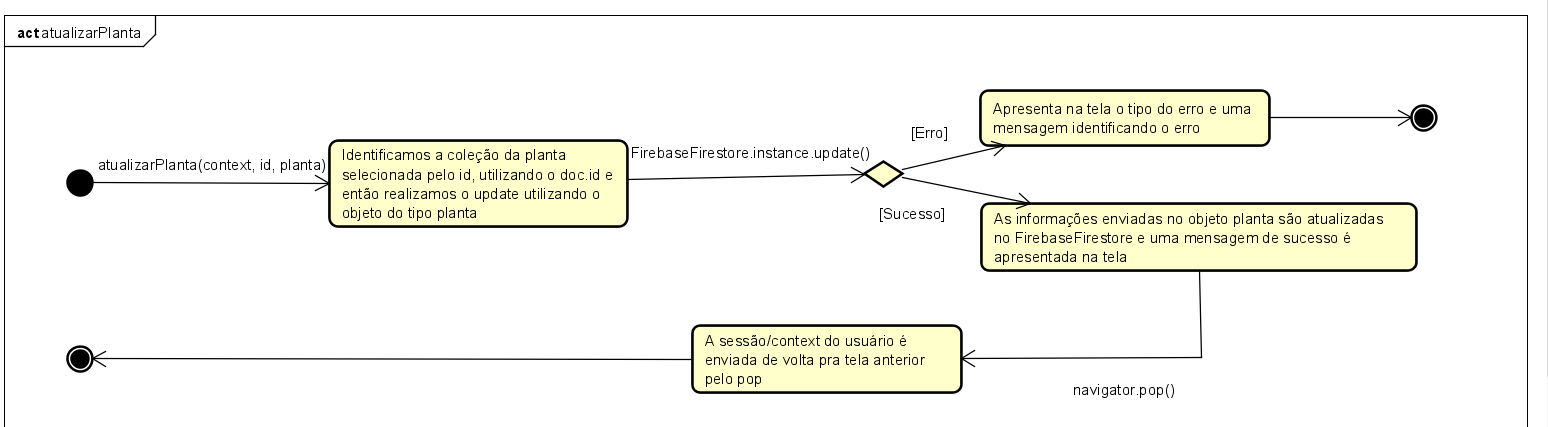 act atualizarPlanta
atualizarPlanta(context, id, planta)
Identificamos a coleção da planta
selecionada pelo id, utilizando o doc.id e
então realizamos o update utilizando o
objeto do tipo planta
FirebaseFirestore.instance.update()
[Erro]
Apresenta na tela o tipo do erro e uma
mensagem identificando o erro
[Sucesso]
As informações enviadas no objeto planta são atualizadas
no FirebaseFirestore e uma mensagem de sucesso é
apresentada na tela
navigator.pop()
A sessão/context do usuário é
enviada de volta pra tela anterior
pelo pop